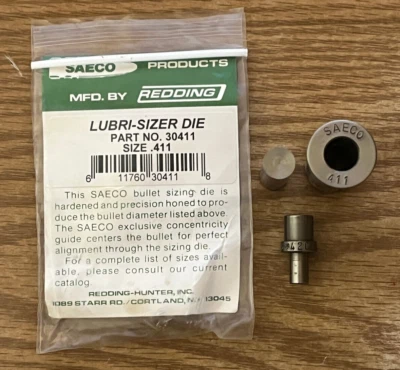 SAECO PRODUCTS
MFD. BY REDDING
LUBRI-SIZER DIE
PART NO. 30411
SIZE .411
6 11760 30411 8
This SAECO bullet sizing die is
hardened and precision honed to pro-
duce the bullet diameter listed above.
The SAECO exclusive concentricity
guide centers the bullet for perfect
alignment through the sizing die.
For a complete list of sizes avail-
able, please consult our current
catalog.
REDDING-HUNTER, INC.
1089 STARR RD./CORTLAND, N.Y. 13045
SAECO
411